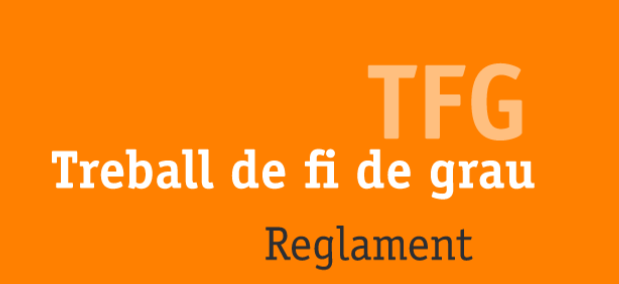 TFG
Treball de fi de grau
Reglament